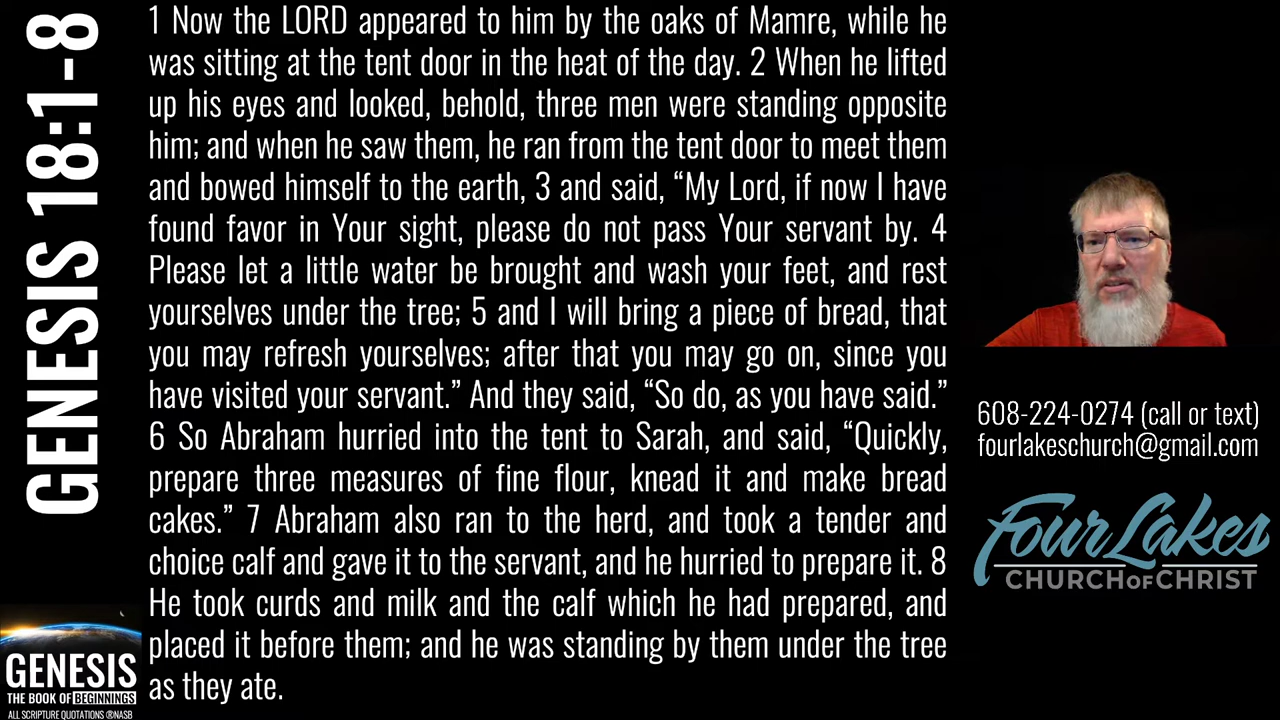 GENESIS 18:1-8
1 Now the LORD appeared to him by the oaks of Mamre, while he
was sitting at the tent door in the heat of the day. 2 When he lifted
up his eyes and looked, behold, three men were standing opposite
him; and when he saw them, he ran from the tent door to meet them
and bowed himself to the earth, 3 and said, “My Lord, if now I have
found favor in Your sight, please do not pass Your servant by. 4
Please let a little water be brought and wash your feet, and rest
yourselves under the tree; 5 and I will bring a piece of bread, that
you may refresh yourselves; after that you may go on, since you
have visited your servant.” And they said, “So do, as you have said.”
6 So Abraham hurried into the tent to Sarah, and said, “Quickly,
prepare three measures of fine flour, knead it and make bread
cakes.” 7 Abraham also ran to the herd, and took a tender and
choice calf and gave it to the servant, and he hurried to prepare it. 8
He took curds and milk and the calf which he had prepared, and
placed it before them; and he was standing by them under the tree
as they ate.
608-224-0274 (call or text)
fourlakeschurch@gmail.com
Four Lakes
CHURCH OF CHRIST
GENESIS
THE BOOK OF BEGINNINGS
ALL SCRIPTURE QUOTATIONS ®NASB